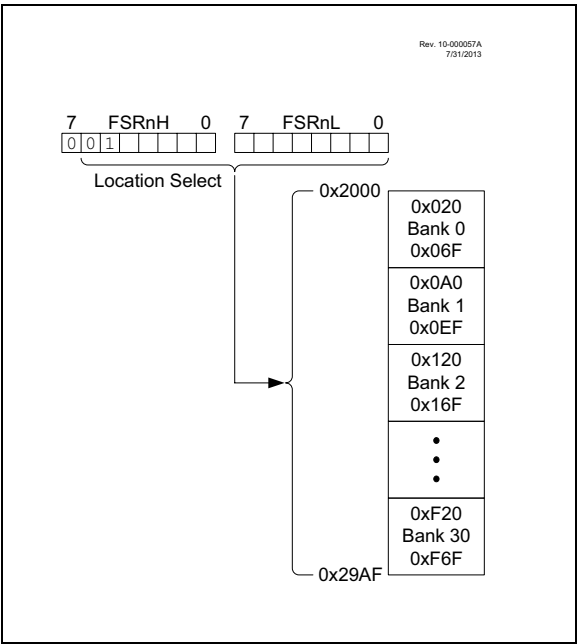 Rev. 10-000057A
7/31/2013
7 FSRnH 0 7 FSRnL 0
0 0 1
Location Select
0x2000
0x020
Bank 0
0x06F
0x0A0
Bank 1
0x0EF
0x120
Bank 2
0x16F
0xF20
Bank 30
0xF6F
0x29AF